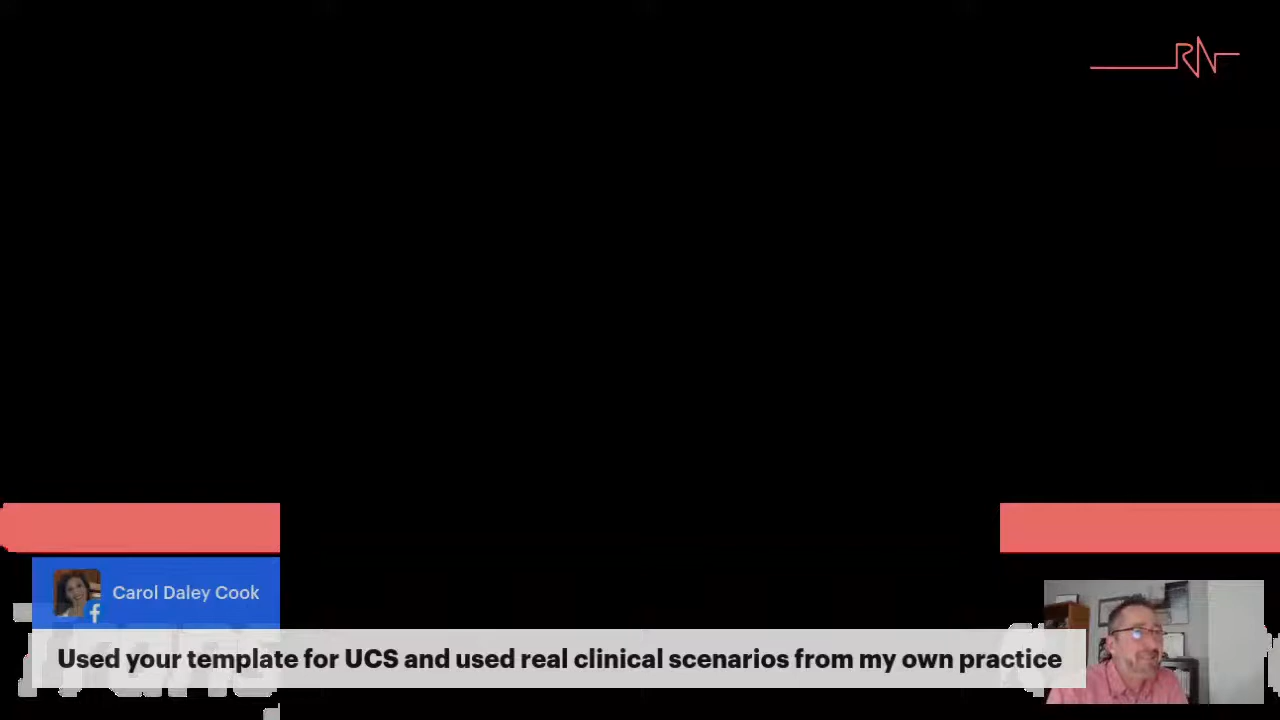 RN
Carol Daley Cook
Used your template for UCS and used real clinical scenarios from my own practice